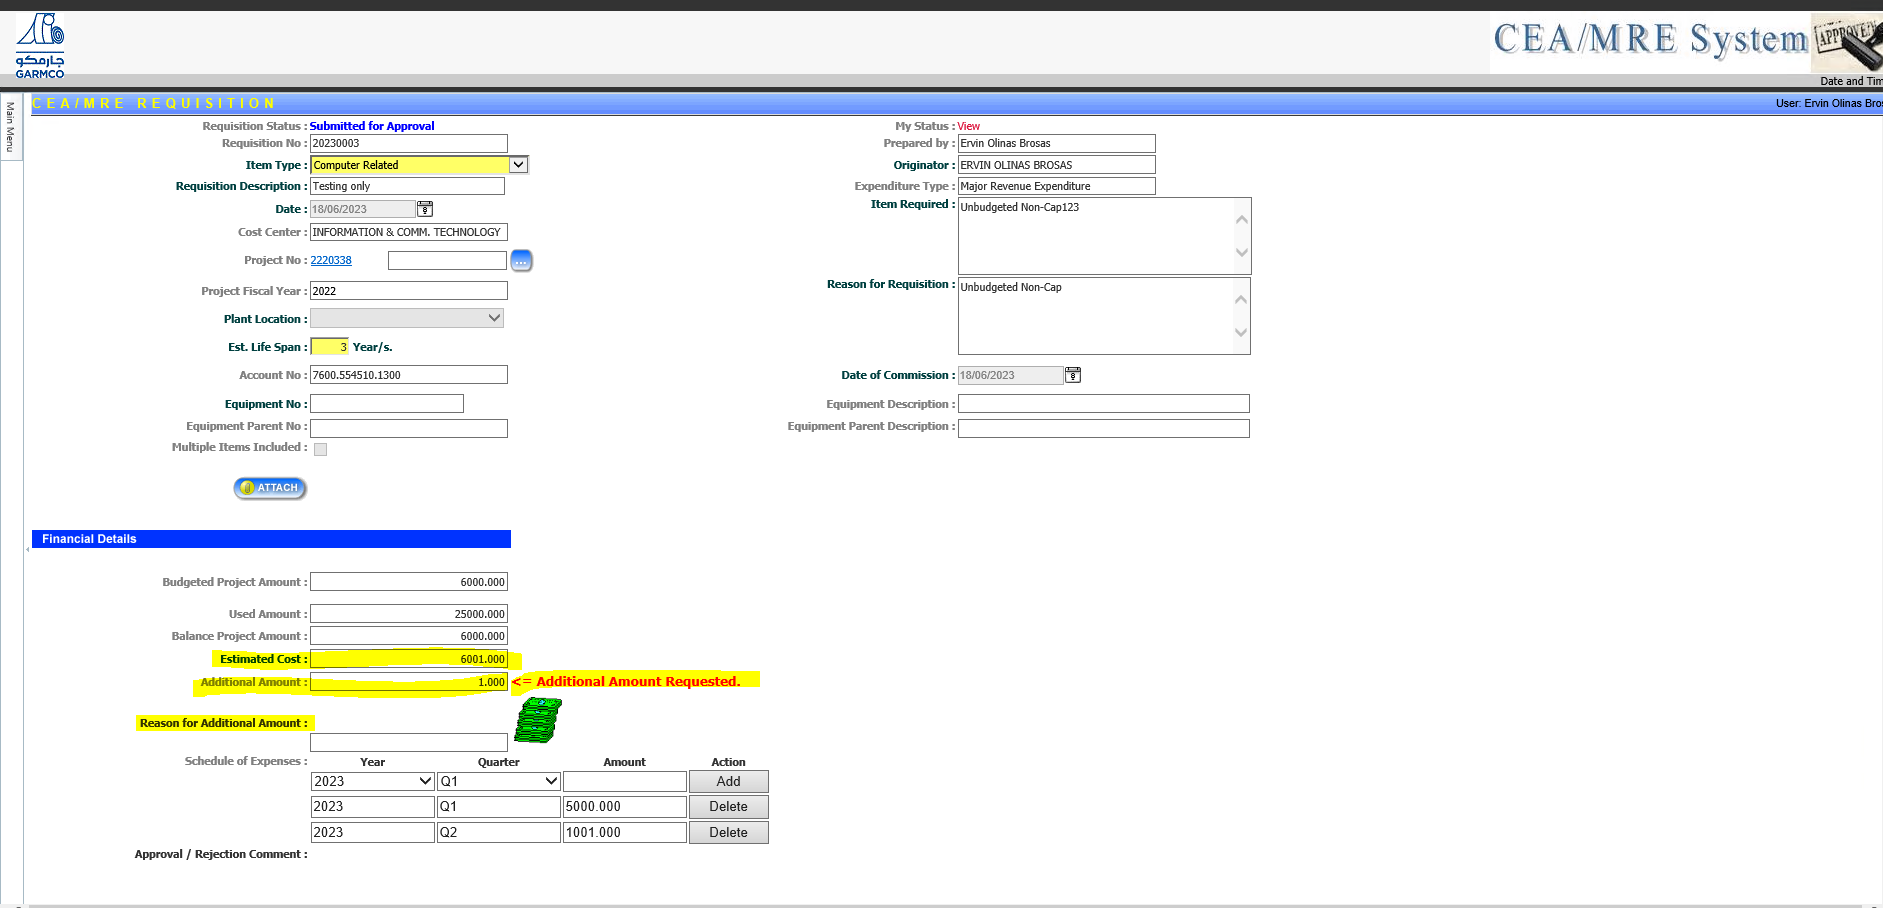 جارمكو
GARMCO
CEA/MRE System
APPROVED
Date and Tim
Main Menu
CEA/MRE REQUISITION
User: Ervin Olinas Bros
Requisition Status : Submitted for Approval
My Status : View
Requisition No : 20230003
Prepared by : Ervin Olinas Brosas
Item Type : Computer Related
Originator : ERVIN OLINAS BROSAS
Requisition Description : Testing only
Expenditure Type : Major Revenue Expenditure
Date : 18/06/2023
Item Required : Unbudgeted Non-Cap123
Cost Center : INFORMATION & COMM. TECHNOLOGY
Project No : 2220338
...
Project Fiscal Year : 2022
Reason for Requisition : Unbudgeted Non-Cap
Plant Location :
Est. Life Span : 3 Year/s.
Account No : 7600.554510.1300
Date of Commission : 18/06/2023
Equipment No :
Equipment Description :
Equipment Parent No :
Equipment Parent Description :
Multiple Items Included :
ATTACH
Financial Details
Budgeted Project Amount : 6000.000
Used Amount : 25000.000
Balance Project Amount : 6000.000
Estimated Cost : 6001.000
Additional Amount : 1.000 <= Additional Amount Requested.
Reason for Additional Amount :
Schedule of Expenses : Year Quarter Amount Action
2023 Q1 Add
2023 Q1 5000.000 Delete
2023 Q2 1001.000 Delete
Approval / Rejection Comment :